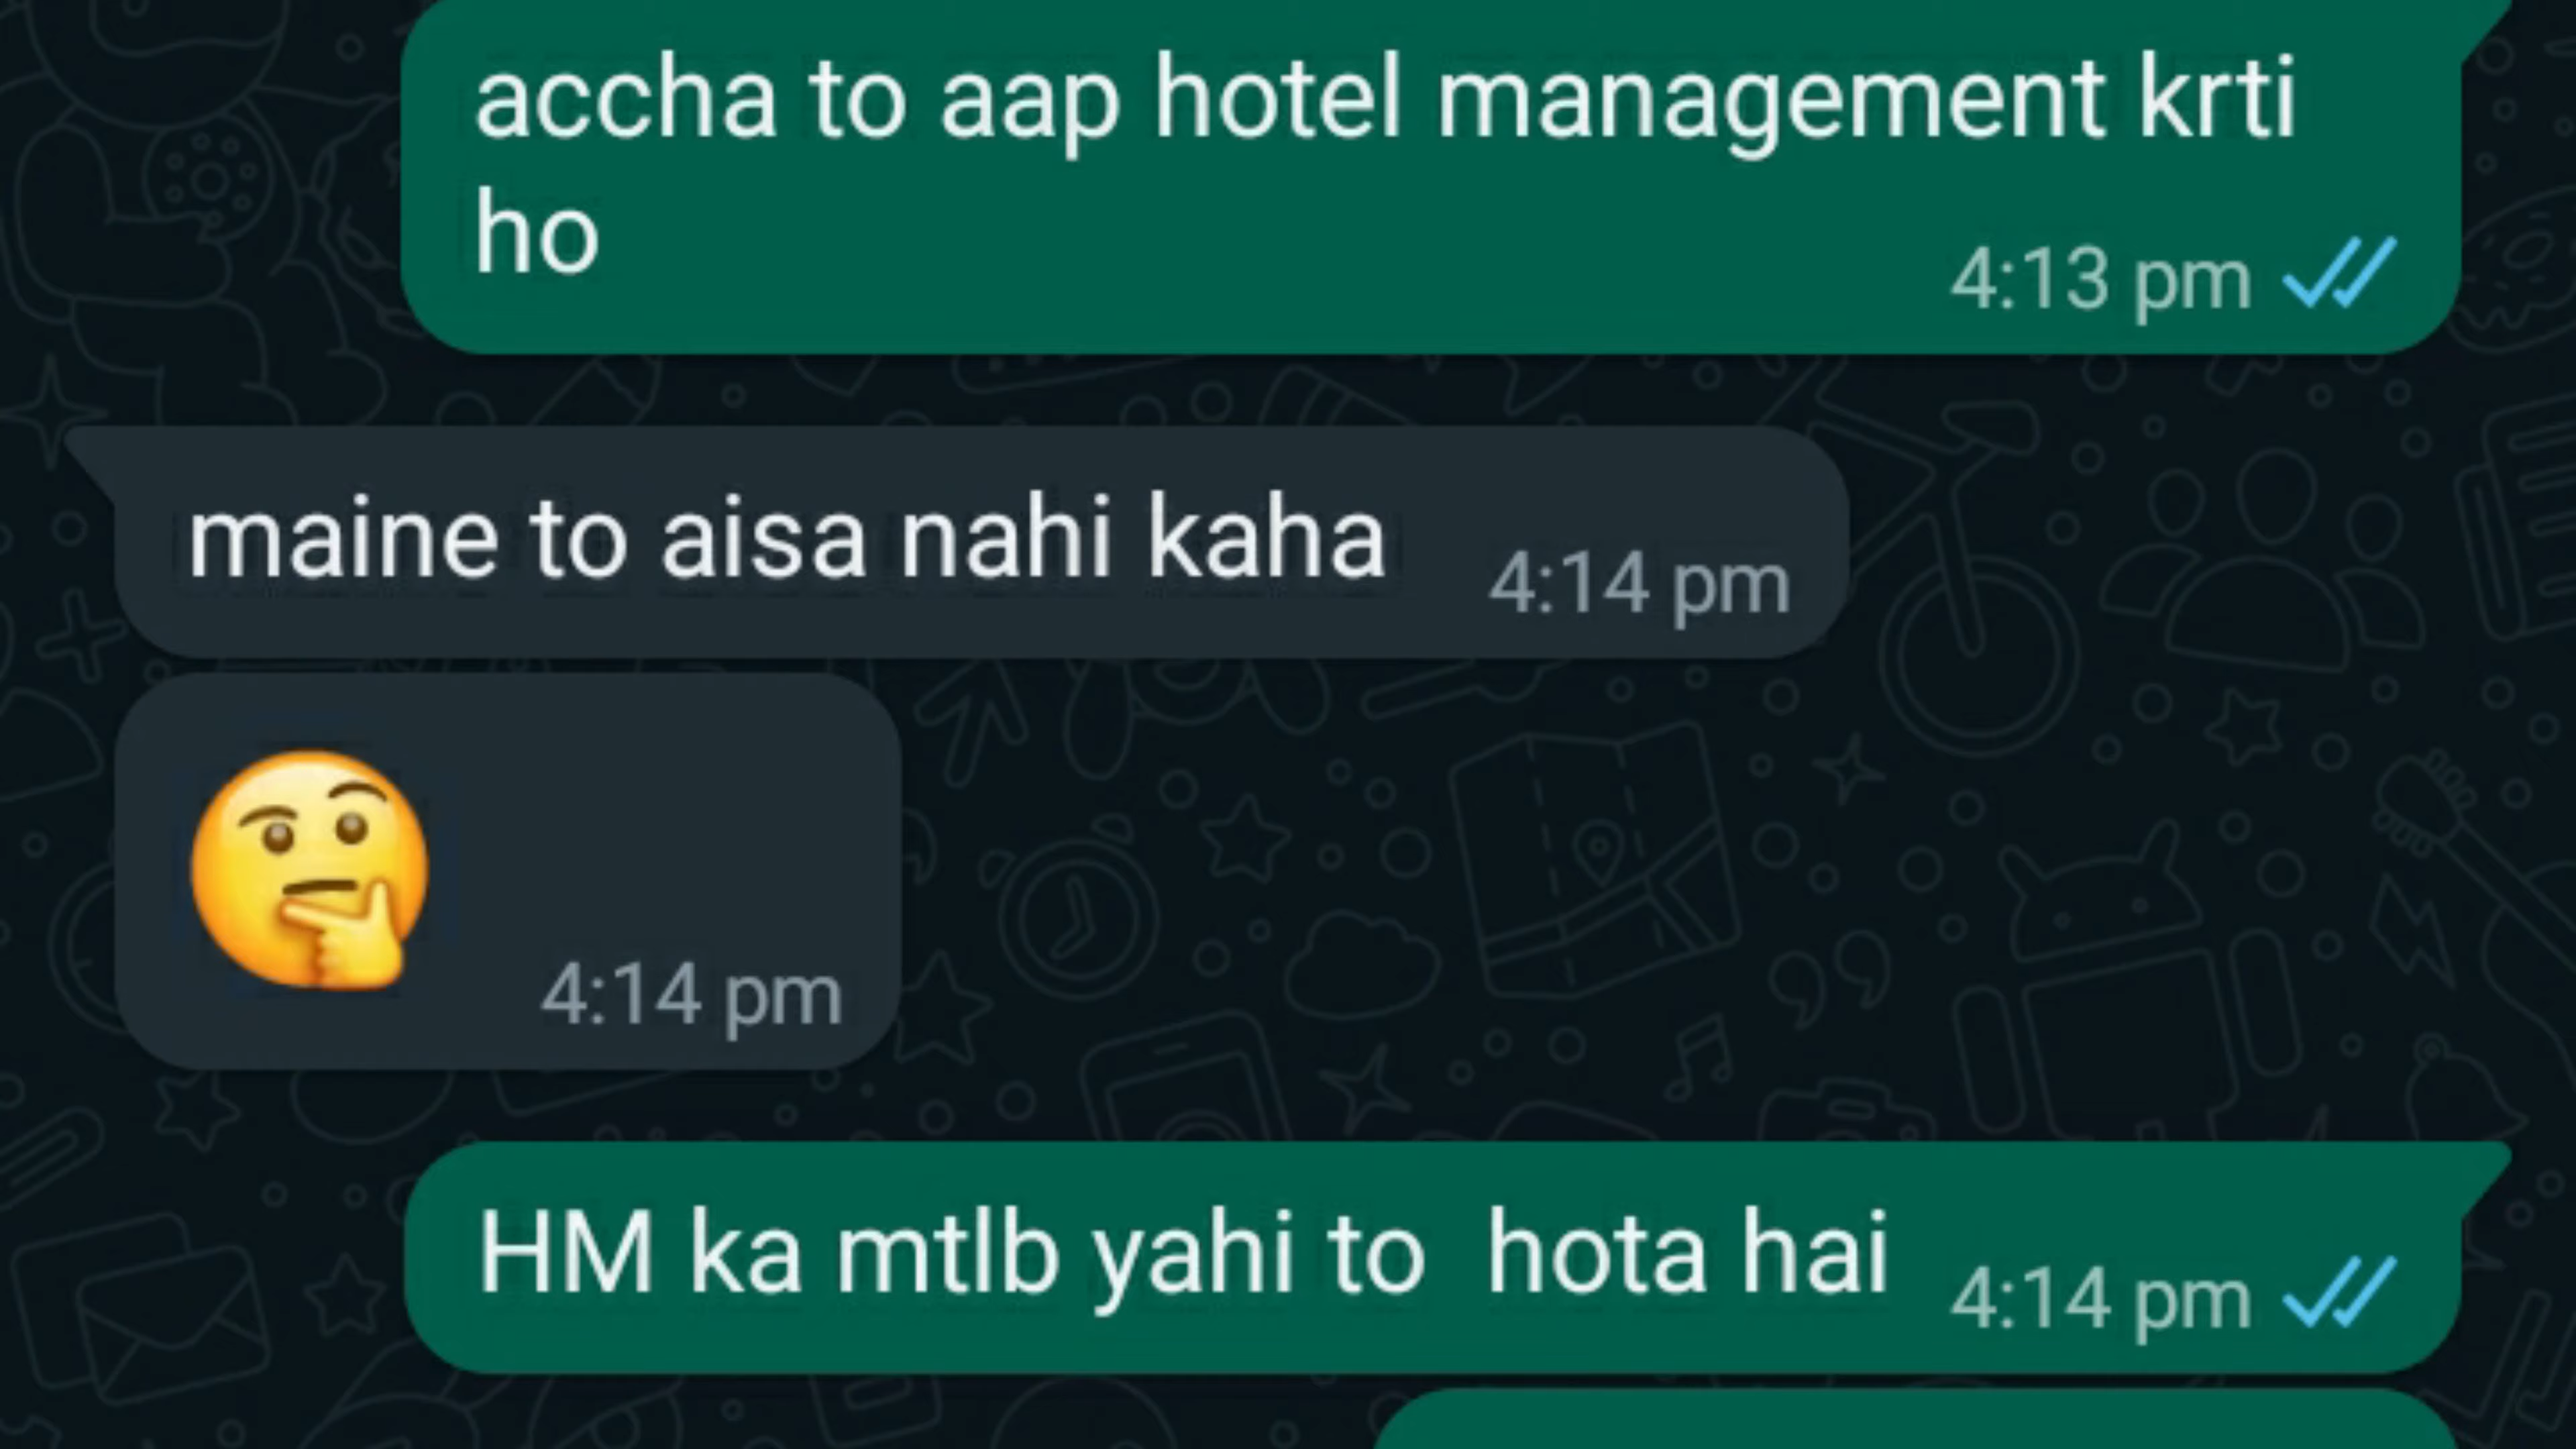 accha to aap hotel management krti
ho
4:13 pm
maine to aisa nahi kaha
4:14 pm
🤔
4:14 pm
HM ka mtlb yahi to  hota hai
4:14 pm